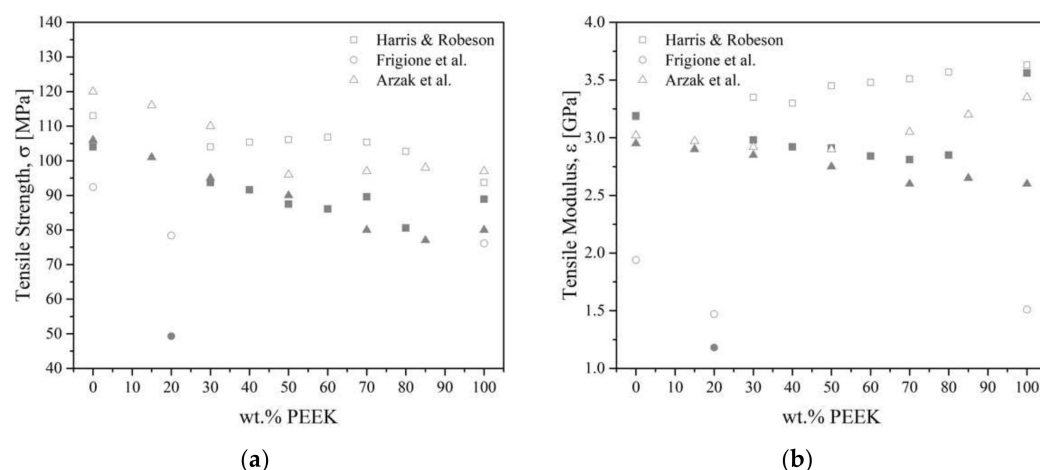 140
130
120
110
100
90
80
70
60
50
40
Tensile Strength, σ [MPa]
Harris & Robeson
Frigione et al.
Arzak et al.
0 10 20 30 40 50 60 70 80 90 100
wt.% PEEK
(a)
4.0
3.5
3.0
2.5
2.0
1.5
1.0
Tensile Modulus, ε [GPa]
Harris & Robeson
Frigione et al.
Arzak et al.
0 10 20 30 40 50 60 70 80 90 100
wt.% PEEK
(b)